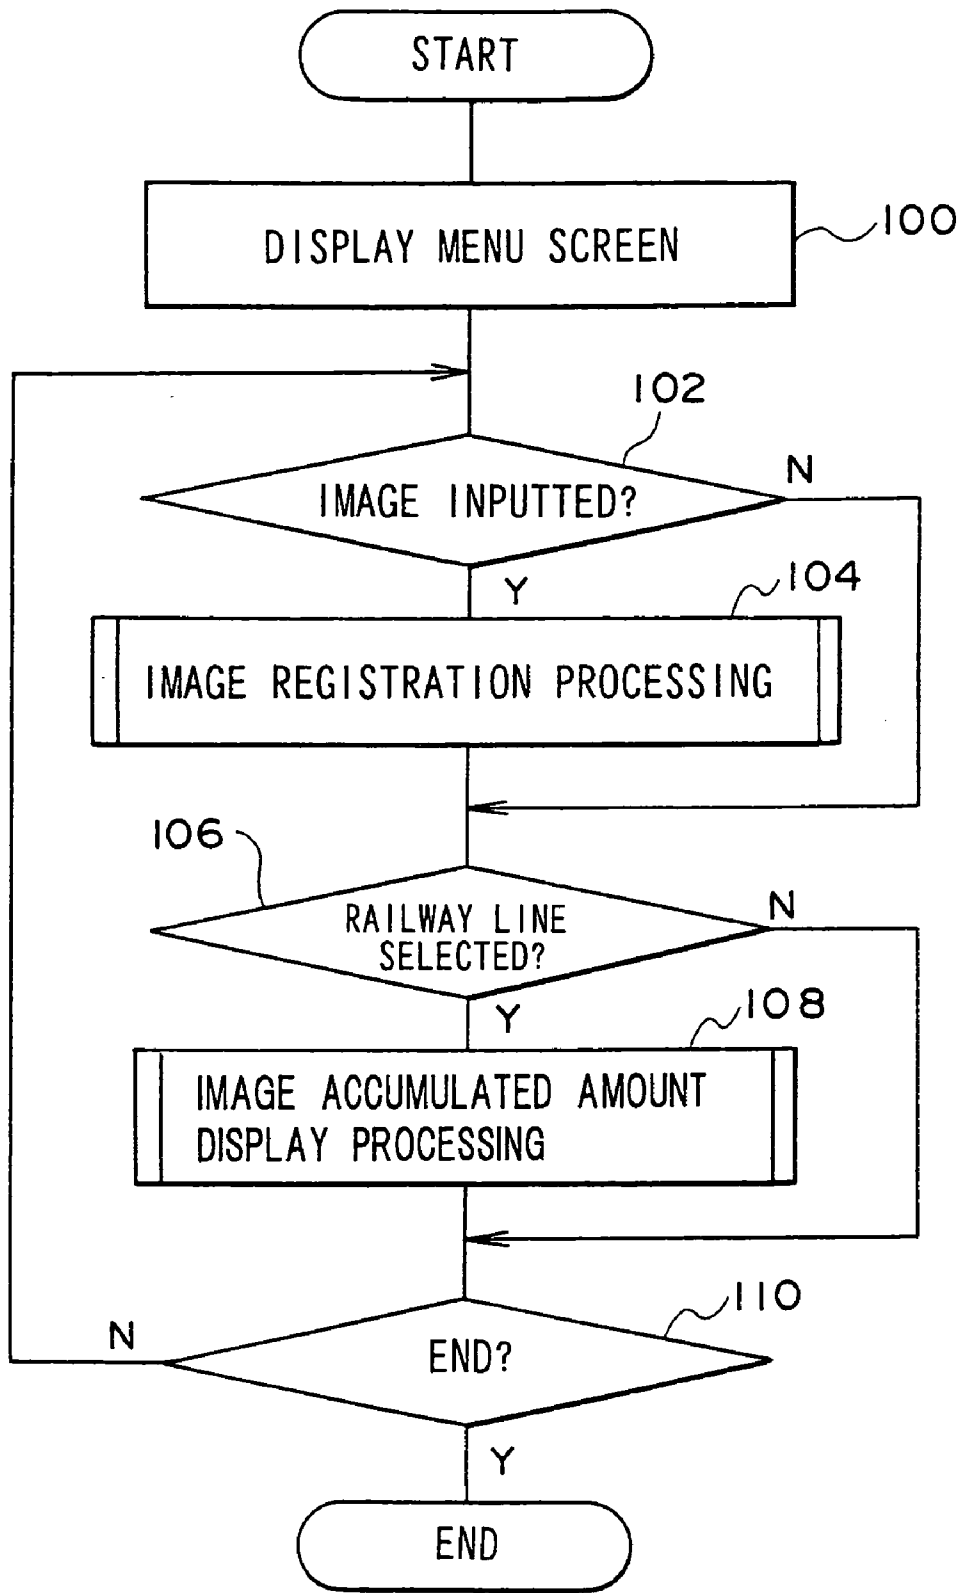 START
DISPLAY MENU SCREEN
100
102
IMAGE INPUTTED?
N
Y
104
IMAGE REGISTRATION PROCESSING
106
RAILWAY LINE
SELECTED?
N
Y
108
IMAGE ACCUMULATED AMOUNT
DISPLAY PROCESSING
110
N
END?
Y
END